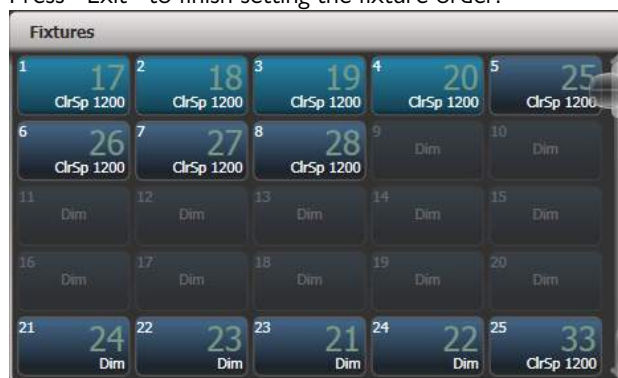 Press <Exit> to finish setting the fixture order.
Fixtures
1 17 2 18 3 19 4 20 5 25
ClrSp 1200 ClrSp 1200 ClrSp 1200 ClrSp 1200 ClrSp 1200
6 26 7 27 8 28 9 10
ClrSp 1200 ClrSp 1200 ClrSp 1200 Dim Dim
11 12 13 14 15
Dim Dim Dim Dim Dim
16 17 18 19 20
Dim Dim Dim Dim Dim
21 24 22 23 23 21 24 22 25 33
Dim Dim Dim Dim ClrSp 1200